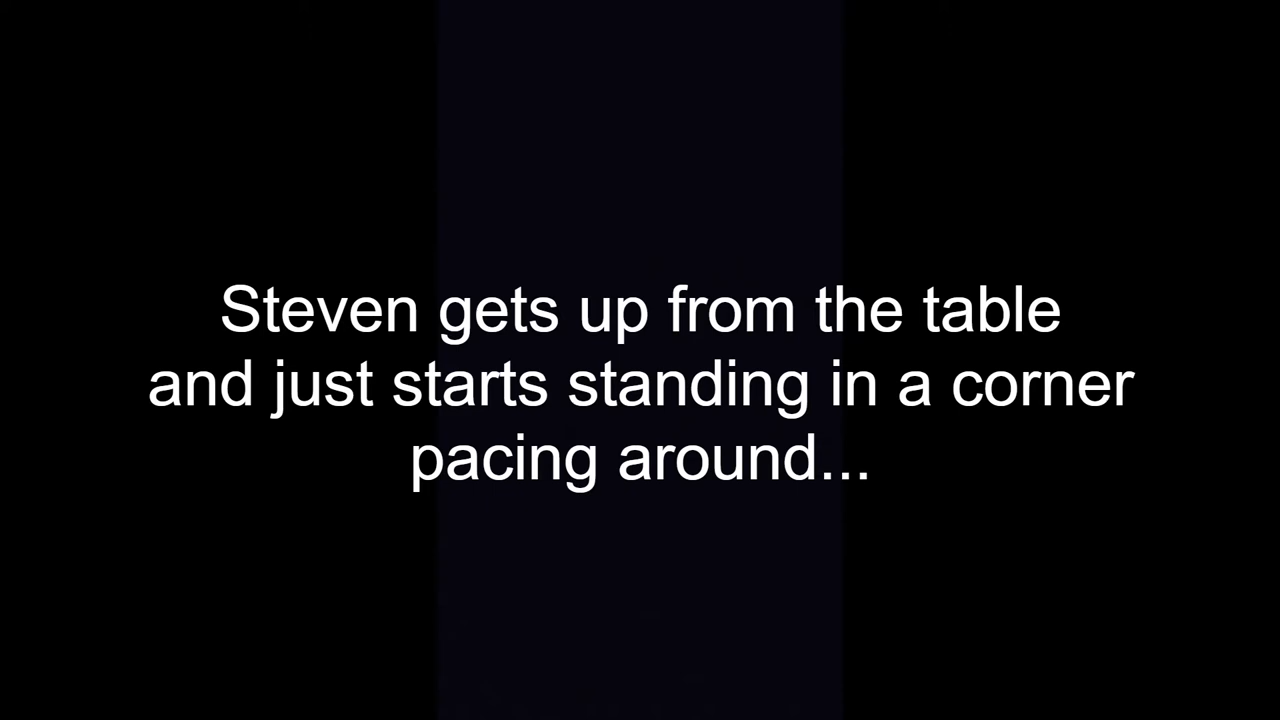 Steven gets up from the table
and just starts standing in a corner
pacing around...